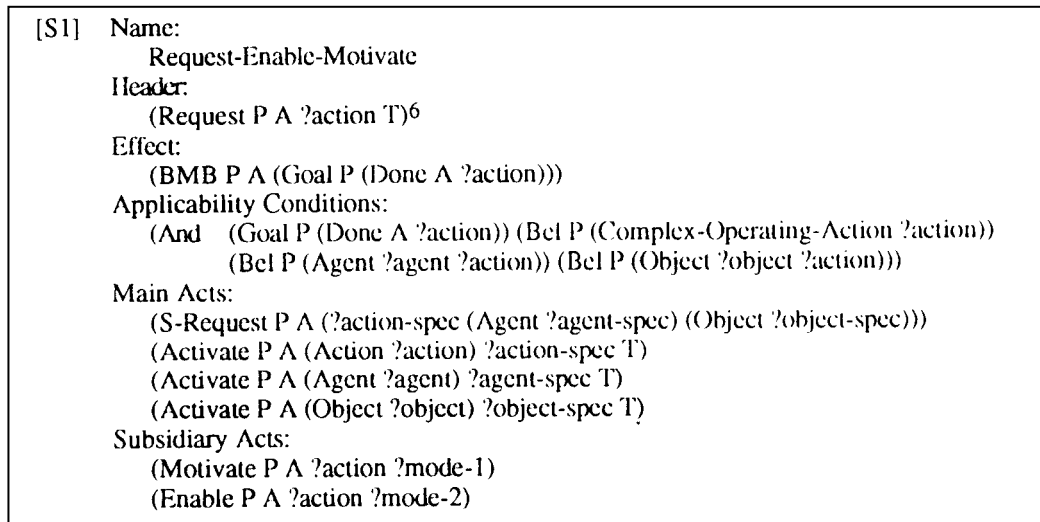 [S1] Name:
Request-Enable-Motivate
Header:
(Request P A ?action T)6
Effect:
(BMB P A (Goal P (Done A ?action)))
Applicability Conditions:
(And (Goal P (Done A ?action)) (Bel P (Complex-Operating-Action ?action))
(Bel P (Agent ?agent ?action)) (Bel P (Object ?object ?action)))
Main Acts:
(S-Request P A (?action-spec (Agent ?agent-spec) (Object ?object-spec)))
(Activate P A (Action ?action) ?action-spec T)
(Activate P A (Agent ?agent) ?agent-spec T)
(Activate P A (Object ?object) ?object-spec T)
Subsidiary Acts:
(Motivate P A ?action ?mode-1)
(Enable P A ?action ?mode-2)